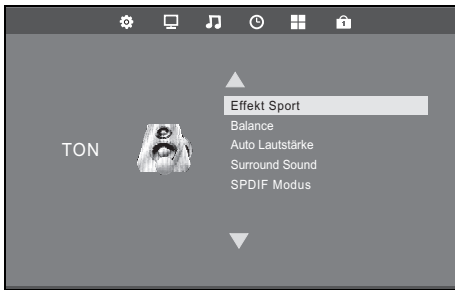 Effekt Sport
Balance
TON
Auto Lautstärke
Surround Sound
SPDIF Modus